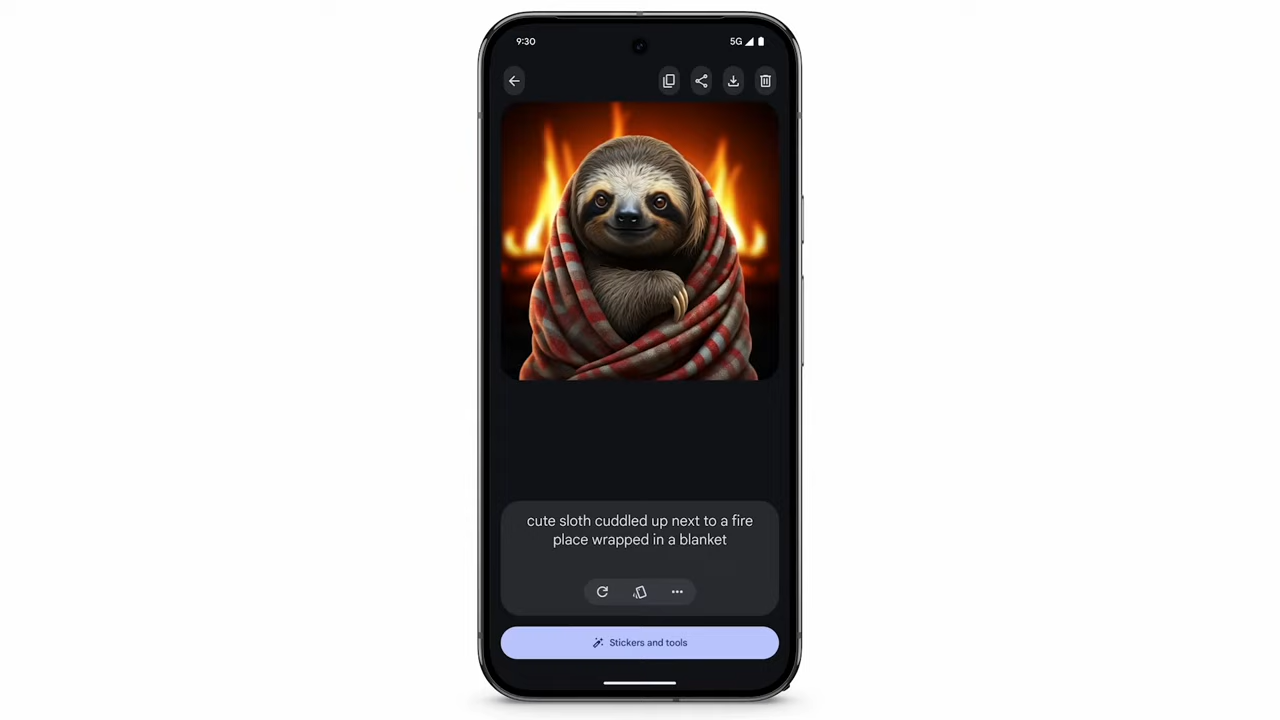 9:30
5G
cute sloth cuddled up next to a fire
place wrapped in a blanket
Stickers and tools